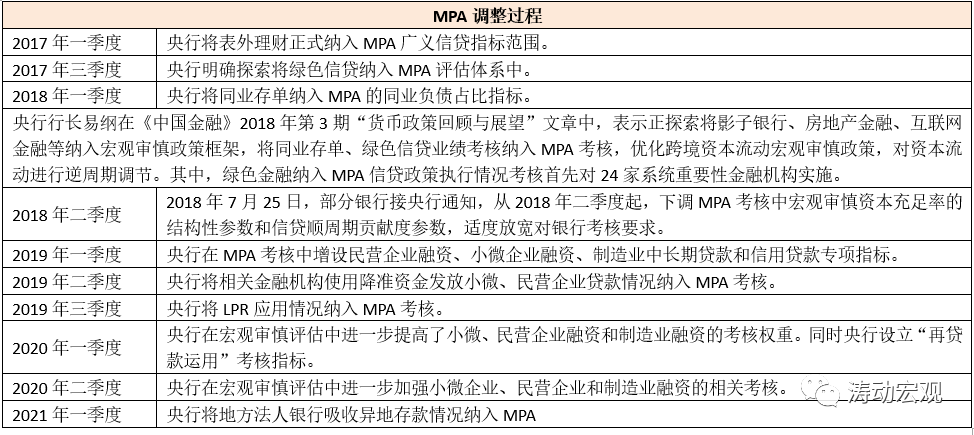 MPA 调整过程
2017 年一季度 央行将表外理财正式纳入 MPA 广义信贷指标范围。
2017 年三季度 央行明确探索将绿色信贷纳入 MPA 评估体系中。
2018 年一季度 央行将同业存单纳入 MPA 的同业负债占比指标。
央行行长易纲在《中国金融》2018 年第 3 期“货币政策回顾与展望”文章中，表示正探索将影子银行、房地产金融、互联网
金融等纳入宏观审慎政策框架，将同业存单、绿色信贷业绩考核纳入 MPA 考核，优化跨境资本流动宏观审慎政策，对资本流
动进行逆周期调节。其中，绿色金融纳入 MPA 信贷政策执行情况考核首先对 24 家系统重要性金融机构实施。
2018 年二季度 2018 年 7 月 25 日，部分银行接央行通知，从 2018 年二季度起，下调 MPA 考核中宏观审慎资本充足率的
结构性参数和信贷顺周期贡献度参数，适度放宽对银行考核要求。
2019 年一季度 央行在 MPA 考核中增设民营企业融资、小微企业融资、制造业中长期贷款和信用贷款专项指标。
2019 年二季度 央行将相关金融机构使用降准资金发放小微、民营企业贷款情况纳入 MPA 考核。
2019 年三季度 央行将 LPR 应用情况纳入 MPA 考核。
2020 年一季度 央行在宏观审慎评估中进一步提高了小微、民营企业融资和制造业融资的考核权重。同时央行设立“再贷
款运用”考核指标。
2020 年二季度 央行在宏观审慎评估中进一步加强小微企业、民营企业和制造业融资的相关考核。
2021 年一季度 央行将地方法人银行吸收异地存款情况纳入 MPA
涛动宏观